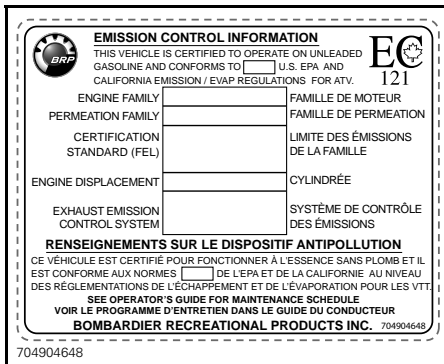 EMISSION CONTROL INFORMATION
THIS VEHICLE IS CERTIFIED TO OPERATE ON UNLEADED
GASOLINE AND CONFORMS TO U.S. EPA AND
CALIFORNIA EMISSION / EVAP REGULATIONS FOR ATV.
BRP
EC
121
ENGINE FAMILY FAMILLE DE MOTEUR
PERMEATION FAMILY FAMILLE DE PERMEATION
CERTIFICATION LIMITE DES ÉMISSIONS
STANDARD (FEL) DE LA FAMILLE
ENGINE DISPLACEMENT CYLINDRÉE
EXHAUST EMISSION SYSTÈME DE CONTRÔLE
CONTROL SYSTEM DES ÉMISSIONS
RENSEIGNEMENTS SUR LE DISPOSITIF ANTIPOLLUTION
CE VÉHICULE EST CERTIFIÉ POUR FONCTIONNER À L'ESSENCE SANS PLOMB ET IL
EST CONFORME AUX NORMES DE L'EPA ET DE LA CALIFORNIE AU NIVEAU
DES RÉGLEMENTATIONS DE L'ÉCHAPPEMENT ET DE L'ÉVAPORATION POUR LES VTT.
SEE OPERATOR'S GUIDE FOR MAINTENANCE SCHEDULE
VOIR LE PROGRAMME D'ENTRETIEN DANS LE GUIDE DU CONDUCTEUR
BOMBARDIER RECREATIONAL PRODUCTS INC. 704904648
704904648